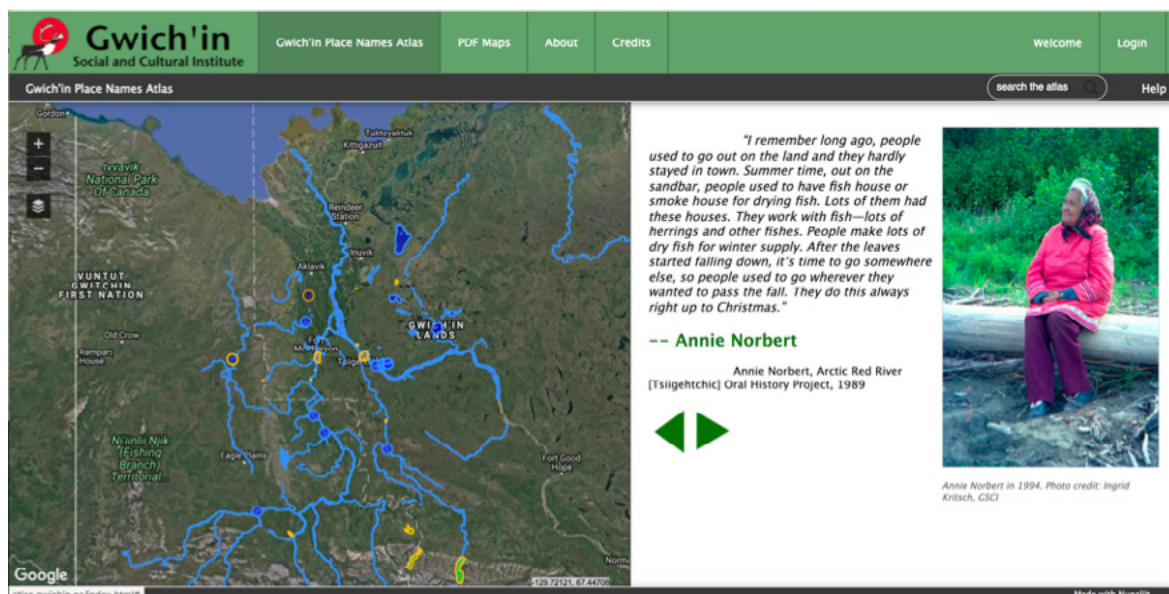 Gwich'in
Social and Cultural Institute
Gwich'in Place Names Atlas
PDF Maps
About
Credits
Welcome
Login
Gwich'in Place Names Atlas
search the atlas
Help
Gordon
Tuktoyaktuk
Kittigazuit
Ivvavik
National Park
Of Canada
Reindeer
Station
Inuvik
Aklavik
VUNTUT
GWITCHIN
FIRST NATION
GWICH'IN
LANDS
Old Crow
Rampart
House
Fort
McPherson
Ni'iinlii Njik
(Fishing
Branch)
Territorial...
Eagle Plains
Fort Good
Hope
Google
-129.72121, 67.44708
"I remember long ago, people
used to go out on the land and they hardly
stayed in town. Summer time, out on the
sandbar, people used to have fish house or
smoke house for drying fish. Lots of them had
these houses. They work with fish—lots of
herrings and other fishes. People make lots of
dry fish for winter supply. After the leaves
started falling down, it's time to go somewhere
else, so people used to go wherever they
wanted to pass the fall. They do this always
right up to Christmas."
-- Annie Norbert
Annie Norbert, Arctic Red River
[Tsiigehtchic] Oral History Project, 1989
Annie Norbert in 1994. Photo credit: Ingrid
Kritsch, GSCI